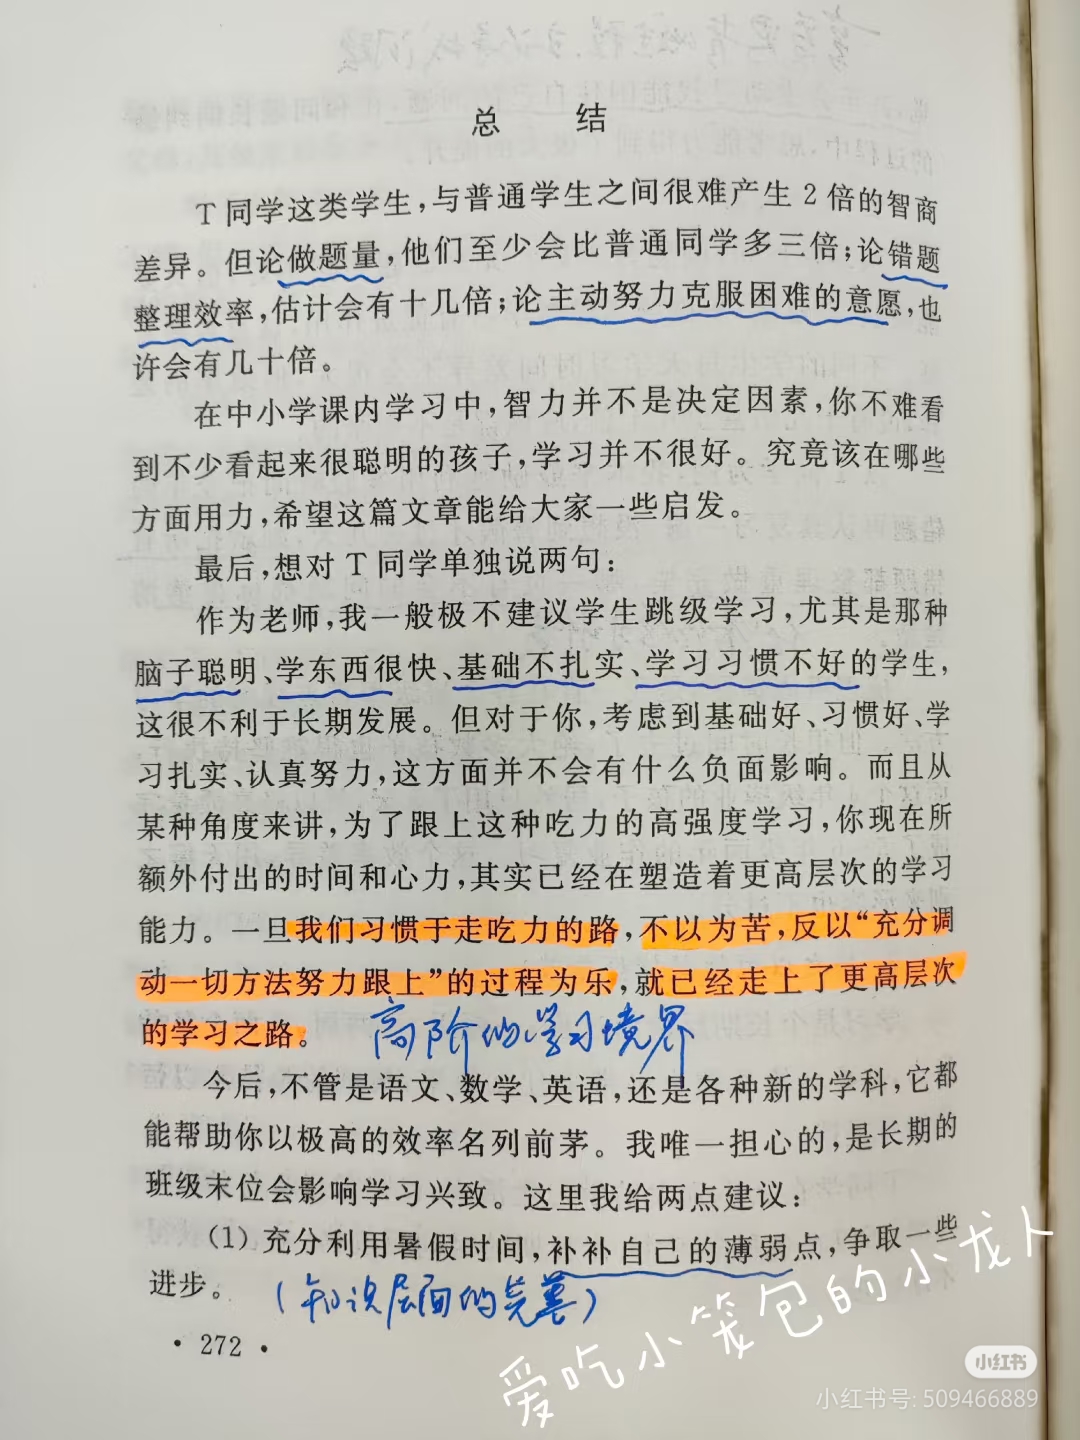 总 结
T同学这类学生，与普通学生之间很难产生2倍的智商
差异。但论做题量，他们至少会比普通同学多三倍；论错题
整理效率，估计会有十几倍；论主动努力克服困难的意愿，也
许会有几十倍。
在中小学课内学习中，智力并不是决定因素，你不难看
到不少看起来很聪明的孩子，学习并不很好。究竟该在哪些
方面用力，希望这篇文章能给大家一些启发。
最后，想对T同学单独说两句：
作为老师，我一般极不建议学生跳级学习，尤其是那种
脑子聪明、学东西很快、基础不扎实、学习习惯不好的学生，
这很不利于长期发展。但对于你，考虑到基础好、习惯好、学
习扎实、认真努力，这方面并不会有什么负面影响。而且从
某种角度来讲，为了跟上这种吃力的高强度学习，你现在所
额外付出的时间和心力，其实已经在塑造着更高层次的学习
能力。一旦我们习惯于走吃力的路，不以为苦，反以“充分调
动一切方法努力跟上”的过程为乐，就已经走上了更高层次
的学习之路。
高阶的学习境界
今后，不管是语文、数学、英语，还是各种新的学科，它都
能帮助你以极高的效率名列前茅。我唯一担心的，是长期的
班级末位会影响学习兴致。这里我给两点建议：
(1) 充分利用暑假时间，补补自己的薄弱点，争取一些
进步。
（知识层面的完善）
· 272 ·
爱吃小笼包的小龙人
小红书
小红书号: 509466889